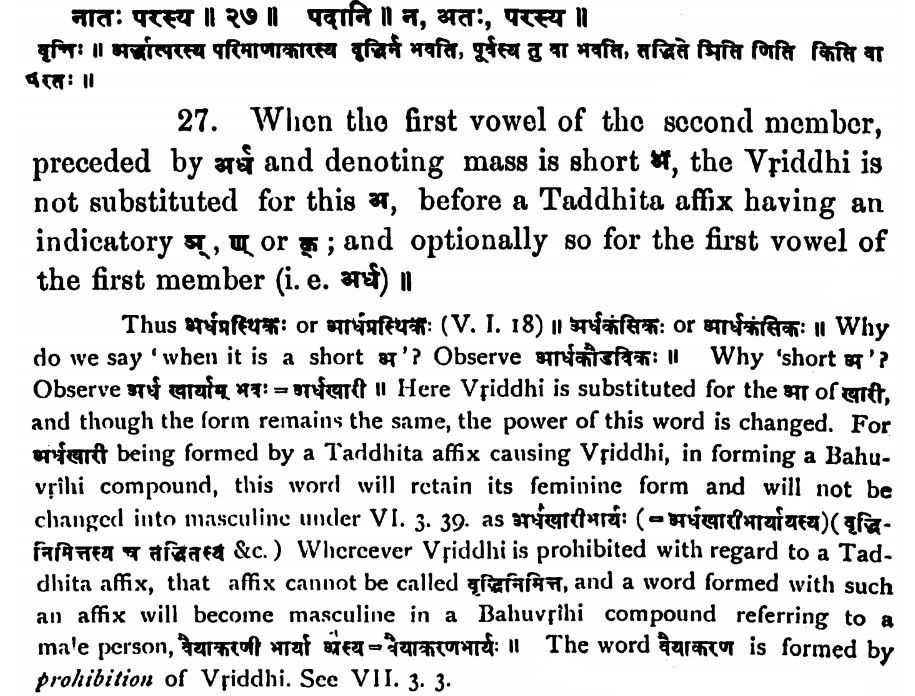 नातः परस्य ॥ २७ ॥ पदानि ॥ न, अतः, परस्य ॥
वृत्तिः ॥ अर्द्धात्परस्य परिमाणाकारस्य वृद्धिर्न भवति, पूर्वस्य तु वा भवति, तद्धिते ञिति णिति किति वा
परतः ॥
27. When the first vowel of the second member,
preceded by अर्ध and denoting mass is short अ, the Vṛiddhi is
not substituted for this अ, before a Taddhita affix having an
indicatory ञ्, ण् or क्; and optionally so for the first vowel of
the first member (i. e. अर्ध) ॥
Thus अर्धप्रस्थिकः or आर्धप्रस्थिकः (V. I. 18) ॥ अर्धकंसिकः or आर्धकंसिकः ॥ Why
do we say 'when it is a short अ'? Observe आर्धकौडविकः ॥ Why 'short अ'?
Observe अर्ध खार्याम् भवः = अर्धखारी ॥ Here Vṛiddhi is substituted for the आ of खारी,
and though the form remains the same, the power of this word is changed. For
अर्धखारी being formed by a Taddhita affix causing Vṛiddhi, in forming a Bahu-
vṛihi compound, this word will retain its feminine form and will not be
changed into masculine under VI. 3. 39. as अर्धखारीभार्यः (= अर्धखारीभार्यायस्य) ( वृद्धि-
निमित्तस्य च तद्धितस्य &c. ) Wherever Vṛiddhi is prohibited with regard to a Tad-
dhita affix, that affix cannot be called वृद्धिनिमित्त, and a word formed with such
an affix will become masculine in a Bahuvṛihi compound referring to a
ma'e person, वैयाकरणी भार्या अस्य = वैयाकरणभार्यः ॥ The word वैयाकरण is formed by
prohibition of Vṛiddhi. See VII. 3. 3.